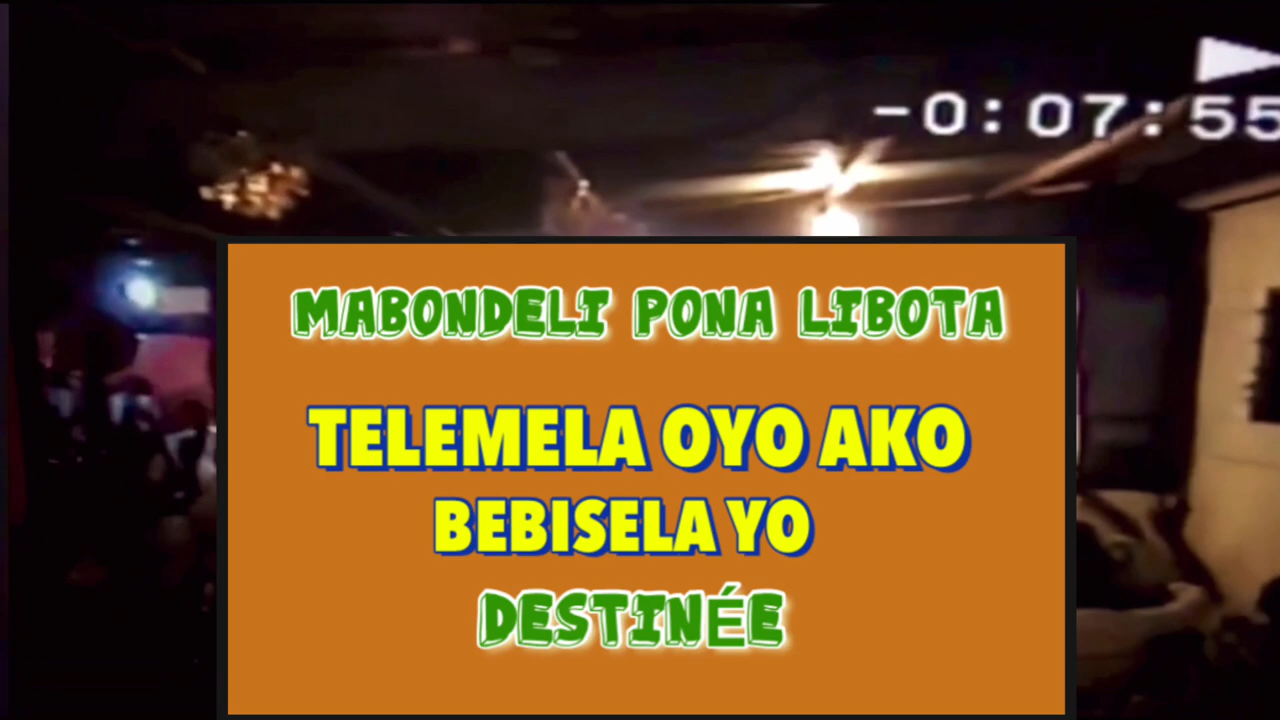 -0:07:55
MABONDELI PONA LIBOTA
TELEMELA OYO AKO
BEBISELA YO
DESTINÉE